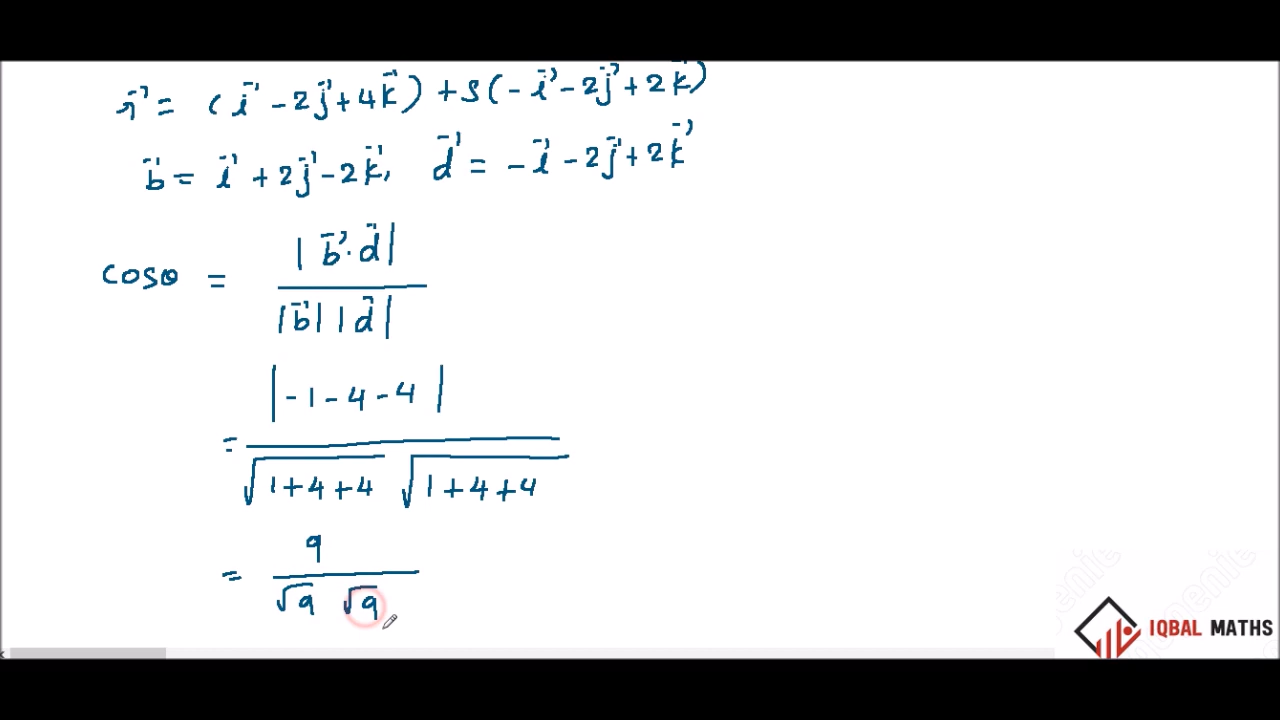 r⃗ = (i⃗ - 2j⃗ + 4k⃗) + s(-i⃗ - 2j⃗ + 2k⃗)
b⃗ = i⃗ + 2j⃗ - 2k⃗, d⃗ = -i⃗ - 2j⃗ + 2k⃗
cosθ = |b⃗·d⃗| / |b⃗| |d⃗|
= |-1-4-4| / √(1+4+4) √(1+4+4)
= 9 / √9 √9
IQBAL MATHS